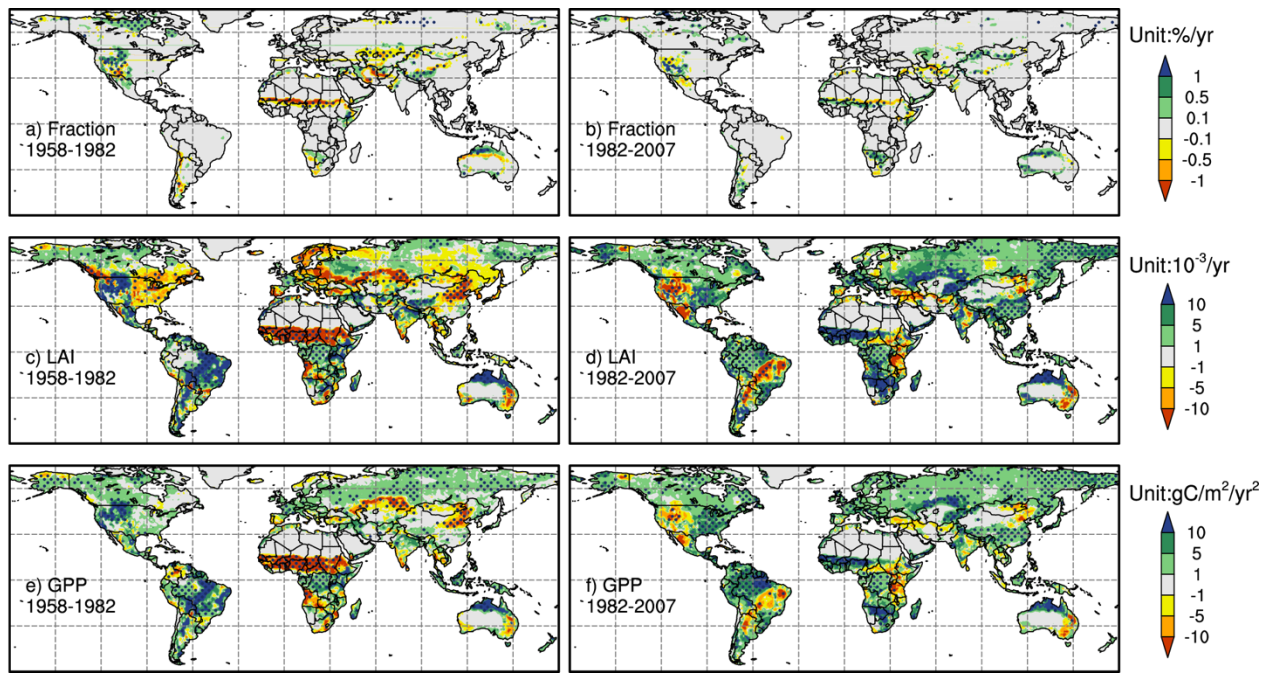 a) Fraction
1958-1982
b) Fraction
1982-2007
Unit:%/yr
1
0.5
0.1
-0.1
-0.5
-1
c) LAI
1958-1982
d) LAI
1982-2007
Unit:10⁻³/yr
10
5
1
-1
-5
-10
e) GPP
1958-1982
f) GPP
1982-2007
Unit:gC/m²/yr²
10
5
1
-1
-5
-10